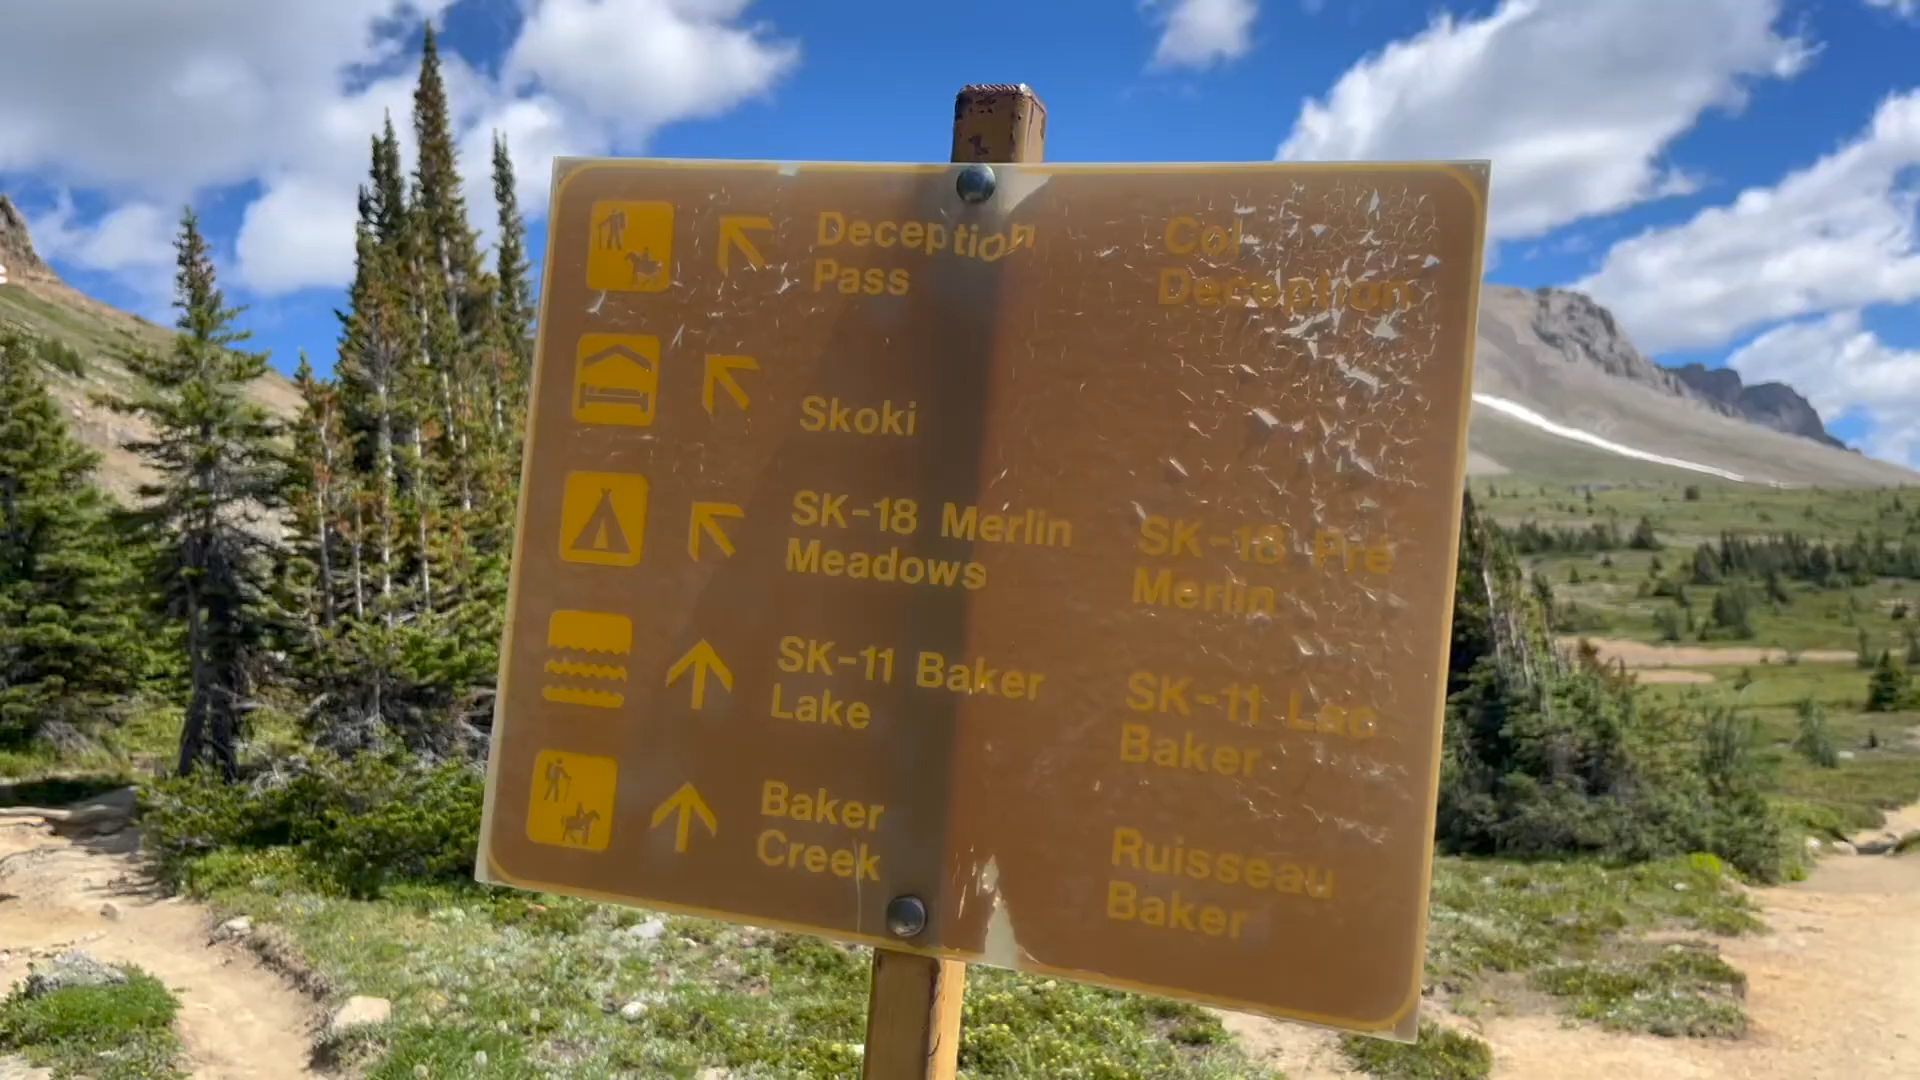 Deception
Pass
Col
Deception
Skoki
SK-18 Merlin
Meadows
SK-18 Pré
Merlin
SK-11 Baker
Lake
SK-11 Lac
Baker
Baker
Creek
Ruisseau
Baker